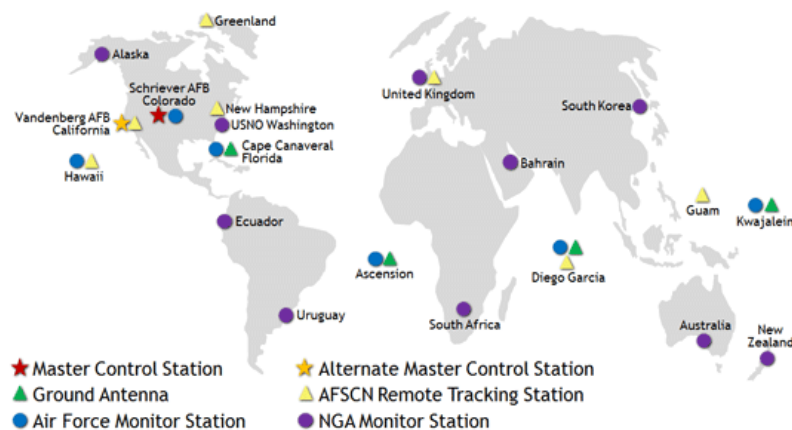 Greenland
Alaska
Schriever AFB
Colorado
Vandenberg AFB
California
New Hampshire
USNO Washington
Cape Canaveral
Florida
Hawaii
United Kingdom
South Korea
Bahrain
Guam
Kwajalein
Ecuador
Ascension
Diego Garcia
Uruguay
South Africa
Australia
New
Zealand
Master Control Station
Alternate Master Control Station
Ground Antenna
AFSCN Remote Tracking Station
Air Force Monitor Station
NGA Monitor Station